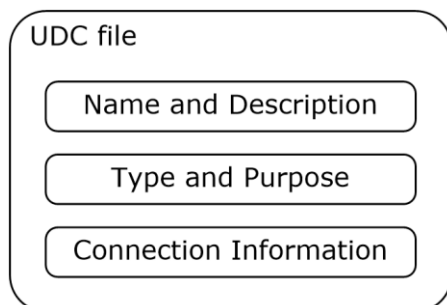 UDC file
Name and Description
Type and Purpose
Connection Information